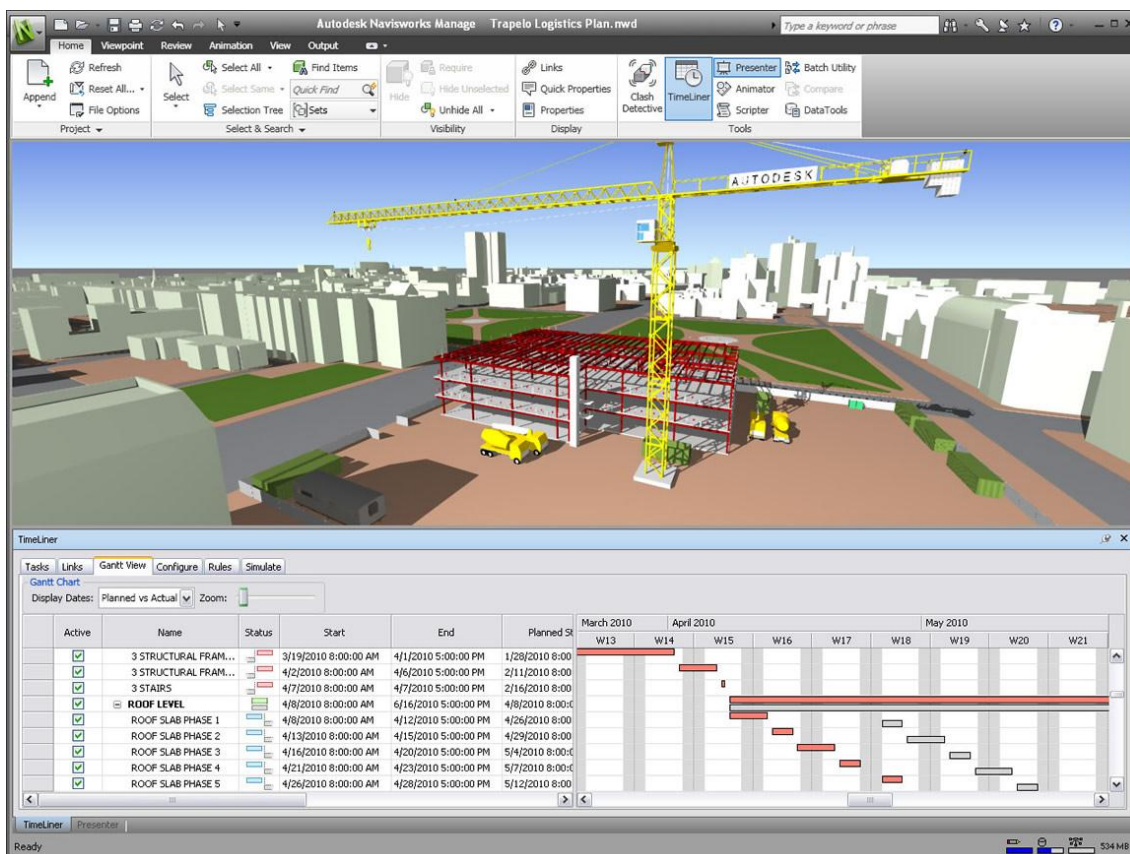 Autodesk Navisworks Manage Trapelo Logistics Plan.nwd
Type a keyword or phrase
Home Viewpoint Review Animation View Output
Append
Refresh
Reset All...
File Options
Project
Select
Select All
Select Same
Selection Tree
Find Items
Quick Find
Sets
Select & Search
Hide
Require
Hide Unselected
Unhide All
Visibility
Links
Quick Properties
Properties
Display
Clash Detective
TimeLiner
Presenter
Animator
Scripter
Batch Utility
Compare
DataTools
Tools
AUTODESK
TimeLiner
Tasks Links Gantt View Configure Rules Simulate
Gantt Chart
Display Dates: Planned vs Actual Zoom:
Active Name Status Start End Planned St
March 2010 April 2010 May 2010
W13 W14 W15 W16 W17 W18 W19 W20 W21
3 STRUCTURAL FRAM... 3/19/2010 8:00:00 AM 4/1/2010 5:00:00 PM 1/28/2010 8:00
3 STRUCTURAL FRAM... 4/2/2010 8:00:00 AM 4/6/2010 5:00:00 PM 2/11/2010 8:00
3 STAIRS 4/7/2010 8:00:00 AM 4/7/2010 5:00:00 PM 2/16/2010 8:00
ROOF LEVEL 4/8/2010 8:00:00 AM 6/16/2010 5:00:00 PM 4/8/2010 8:00:0
ROOF SLAB PHASE 1 4/8/2010 8:00:00 AM 4/12/2010 5:00:00 PM 4/26/2010 8:00
ROOF SLAB PHASE 2 4/13/2010 8:00:00 AM 4/15/2010 5:00:00 PM 4/29/2010 8:00
ROOF SLAB PHASE 3 4/16/2010 8:00:00 AM 4/20/2010 5:00:00 PM 5/4/2010 8:00:0
ROOF SLAB PHASE 4 4/21/2010 8:00:00 AM 4/23/2010 5:00:00 PM 5/7/2010 8:00:0
ROOF SLAB PHASE 5 4/26/2010 8:00:00 AM 4/28/2010 5:00:00 PM 5/12/2010 8:00
TimeLiner Presenter
Ready
534 MB